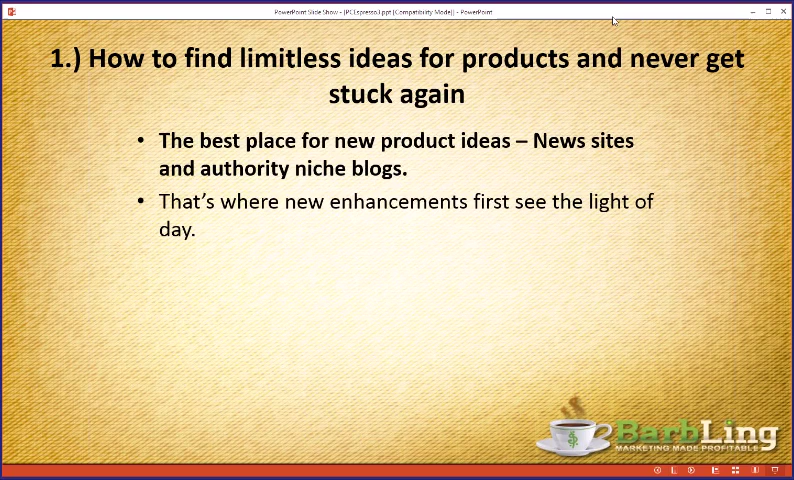 PowerPoint Slide Show - [PCEspresso3.ppt [Compatibility Mode]] - PowerPoint
1.) How to find limitless ideas for products and never get
stuck again
• The best place for new product ideas – News sites
and authority niche blogs.
• That’s where new enhancements first see the light of
day.
$
BarbLing
MARKETING MADE PROFITABLE